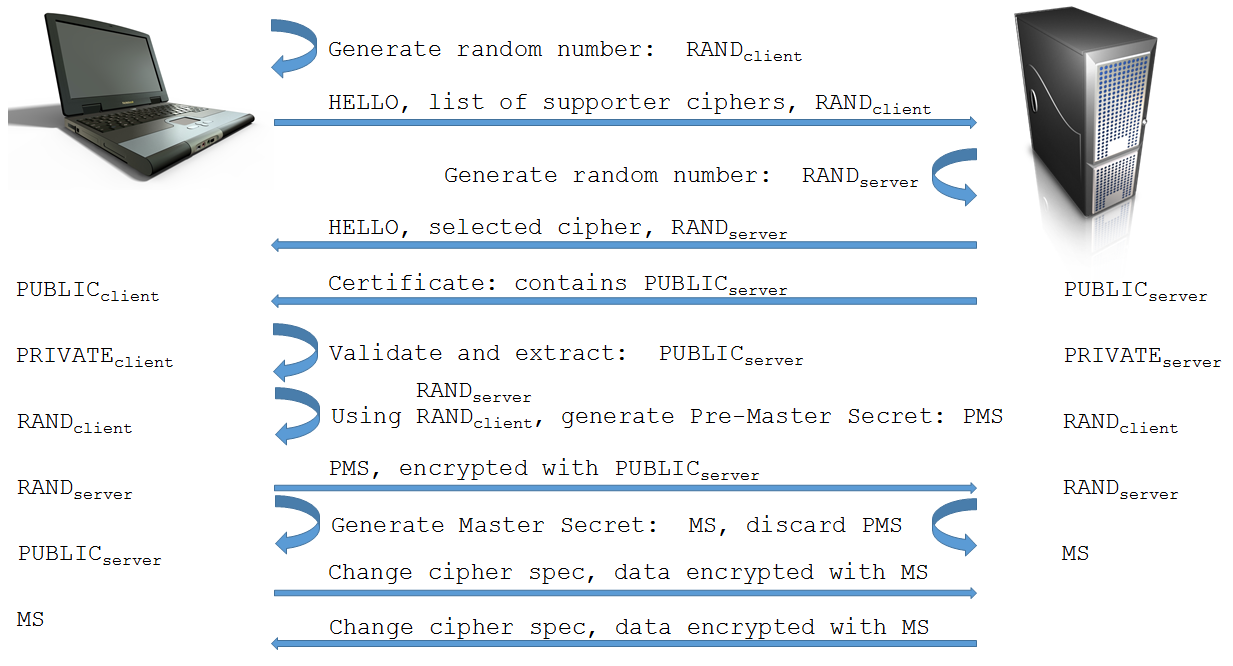 Generate random number: RANDclient
HELLO, list of supporter ciphers, RANDclient
Generate random number: RANDserver
HELLO, selected cipher, RANDserver
Certificate: contains PUBLICserver
PUBLICclient
PUBLICserver
Validate and extract: PUBLICserver
PRIVATEclient
PRIVATEserver
RANDserver
Using RANDclient, generate Pre-Master Secret: PMS
RANDclient
RANDclient
PMS, encrypted with PUBLICserver
RANDserver
RANDserver
Generate Master Secret: MS, discard PMS
PUBLICserver
MS
Change cipher spec, data encrypted with MS
MS
Change cipher spec, data encrypted with MS